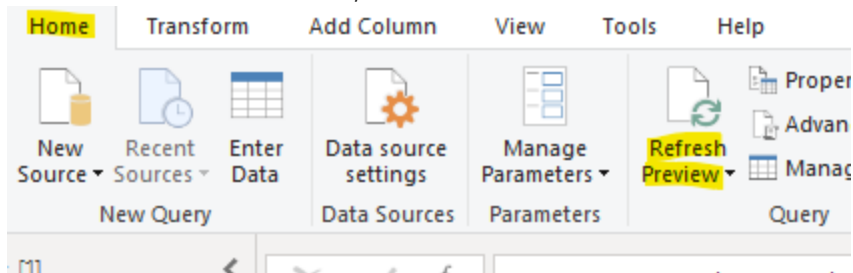 Home Transform Add Column View Tools Help
New Source Recent Sources Enter Data Data source settings Manage Parameters Refresh Preview
New Query Data Sources Parameters Query
[1]